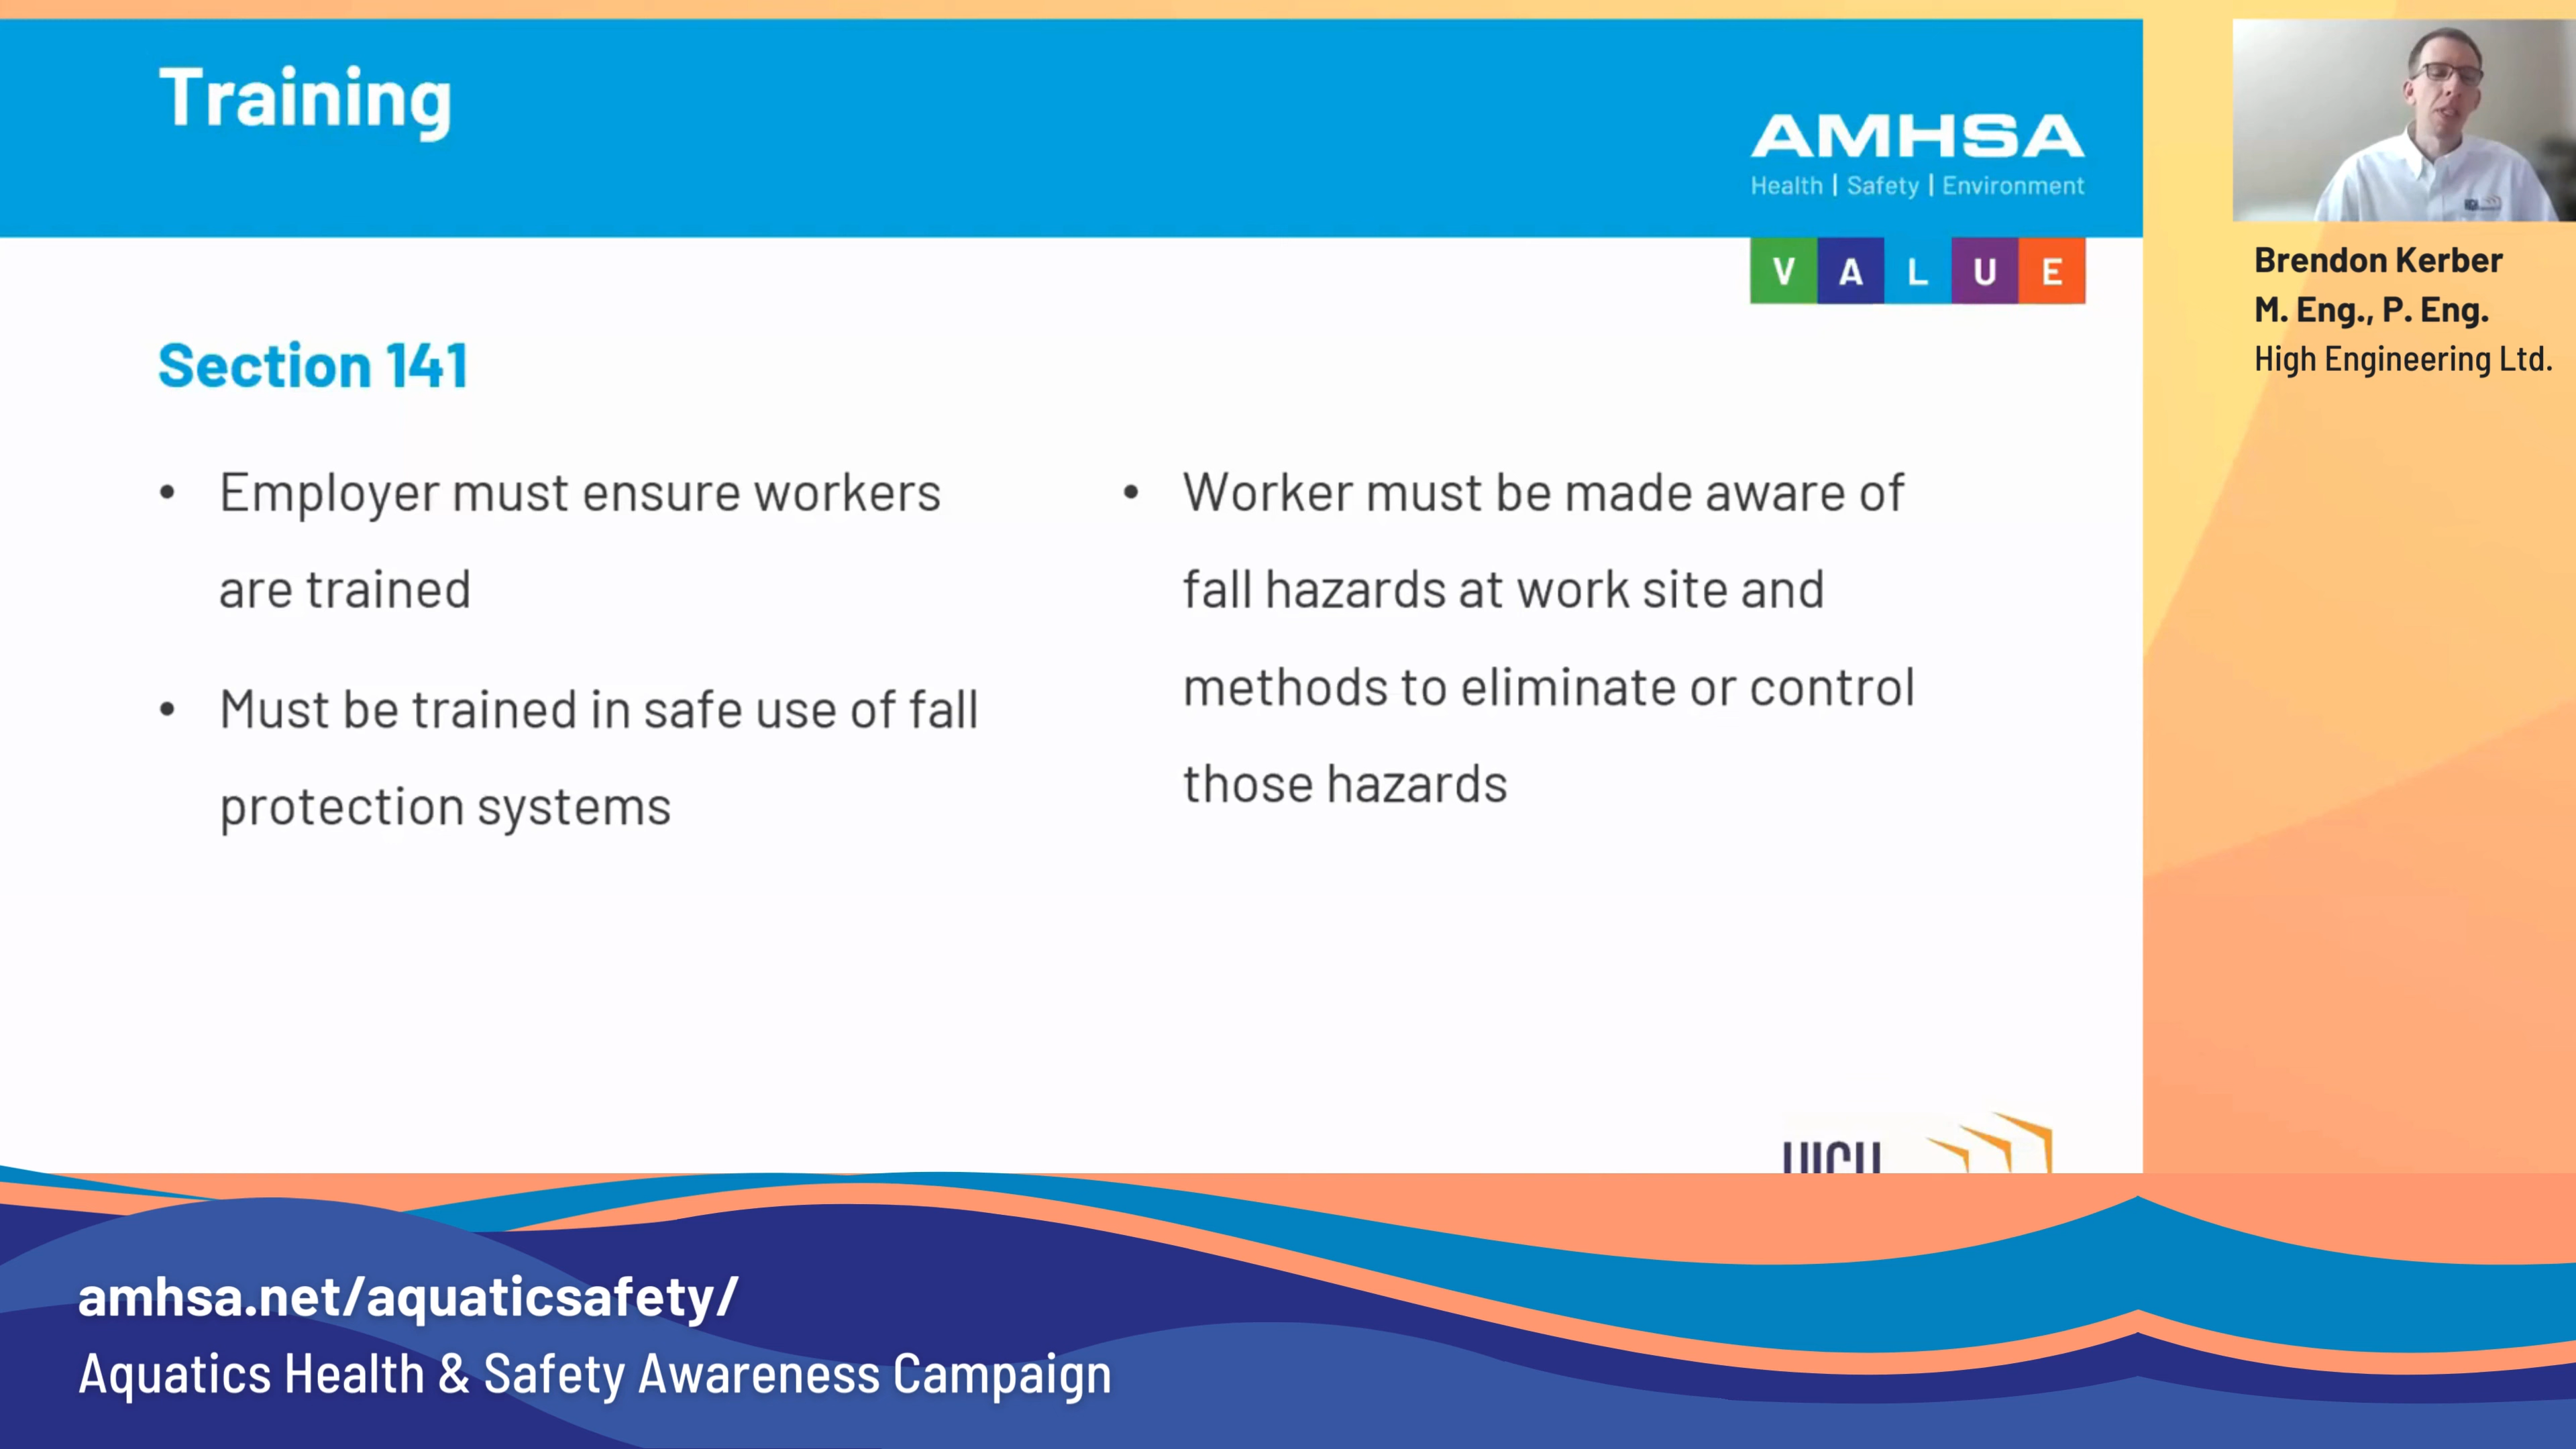 Training
AMHSA
Health | Safety | Environment
V A L U E
Section 141
• Employer must ensure workers
are trained
• Must be trained in safe use of fall
protection systems
• Worker must be made aware of
fall hazards at work site and
methods to eliminate or control
those hazards
Brendon Kerber
M. Eng., P. Eng.
High Engineering Ltd.
amhsa.net/aquaticsafety/
Aquatics Health & Safety Awareness Campaign